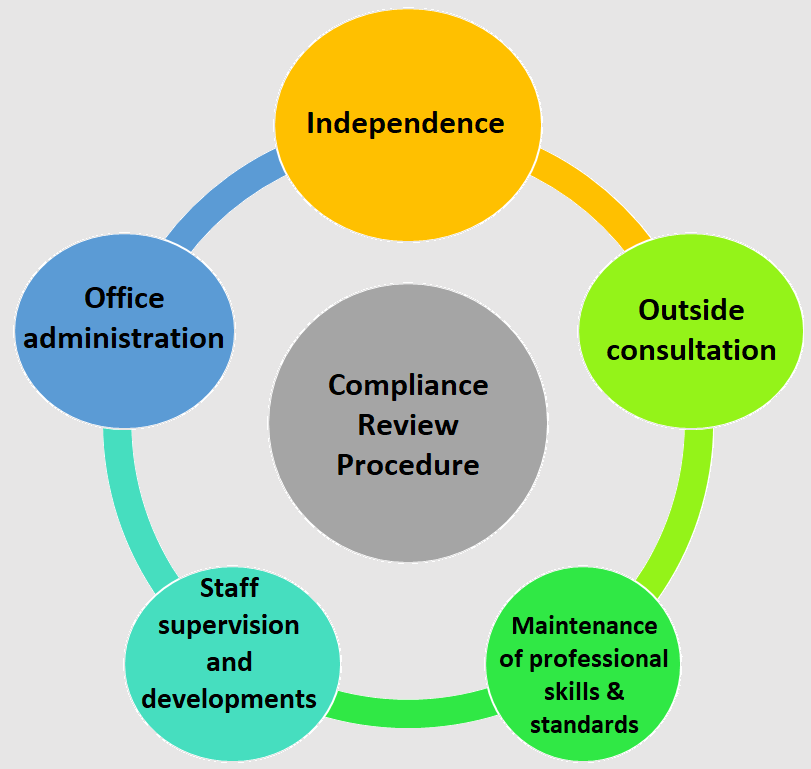 Independence
Outside
consultation
Maintenance
of professional
skills &
standards
Staff
supervision
and
developments
Office
administration
Compliance
Review
Procedure